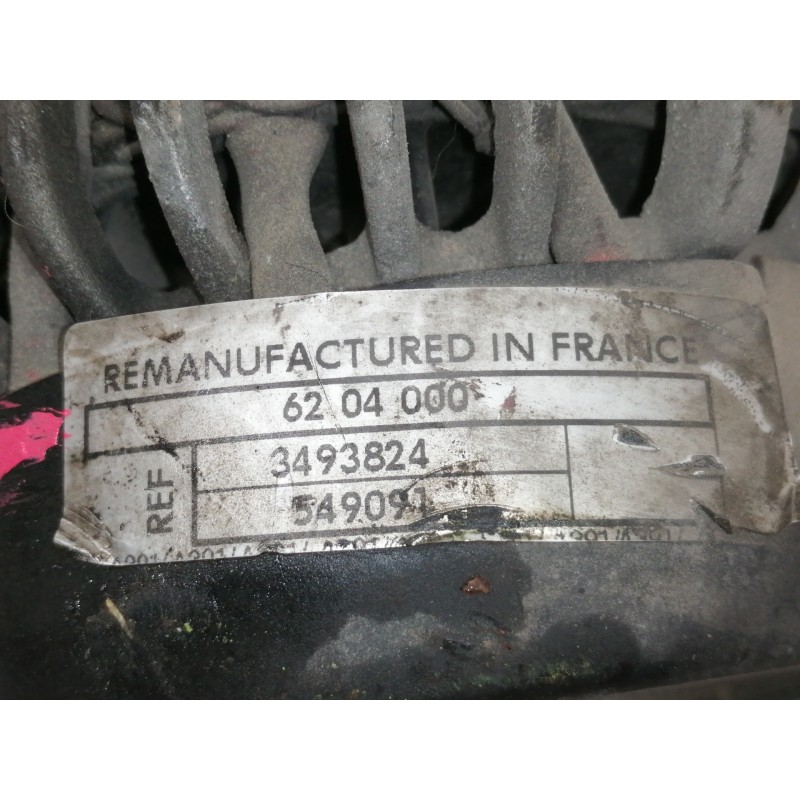 REMANUFACTURED IN FRANCE
62 04 000
REF
3493824
549091